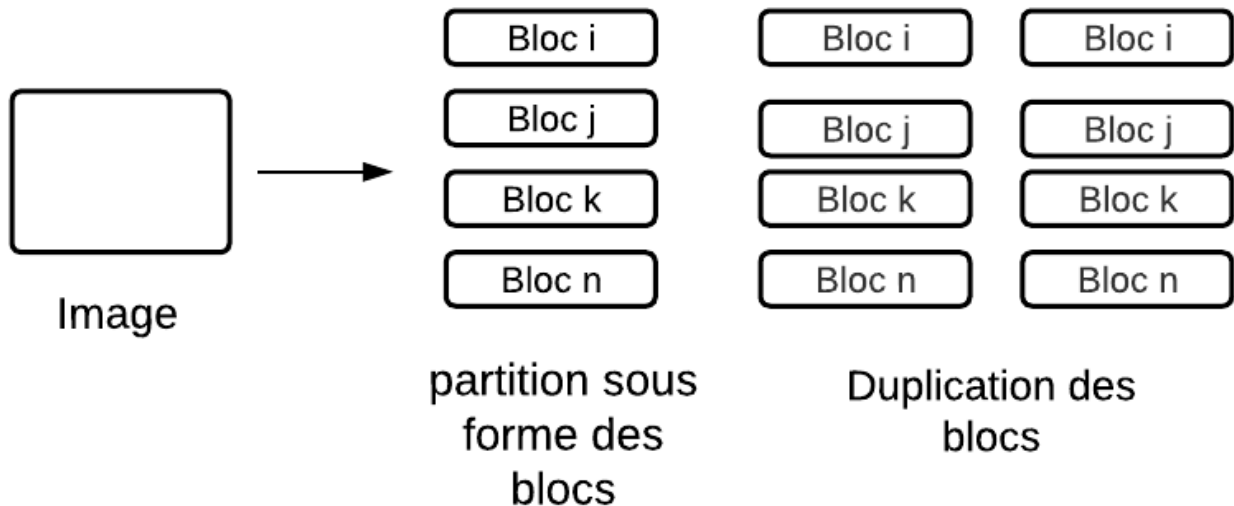 Bloc i
Bloc i
Bloc i
Bloc j
Bloc j
Bloc j
Bloc k
Bloc k
Bloc k
Bloc n
Bloc n
Bloc n
Image
partition sous
forme des
blocs
Duplication des
blocs